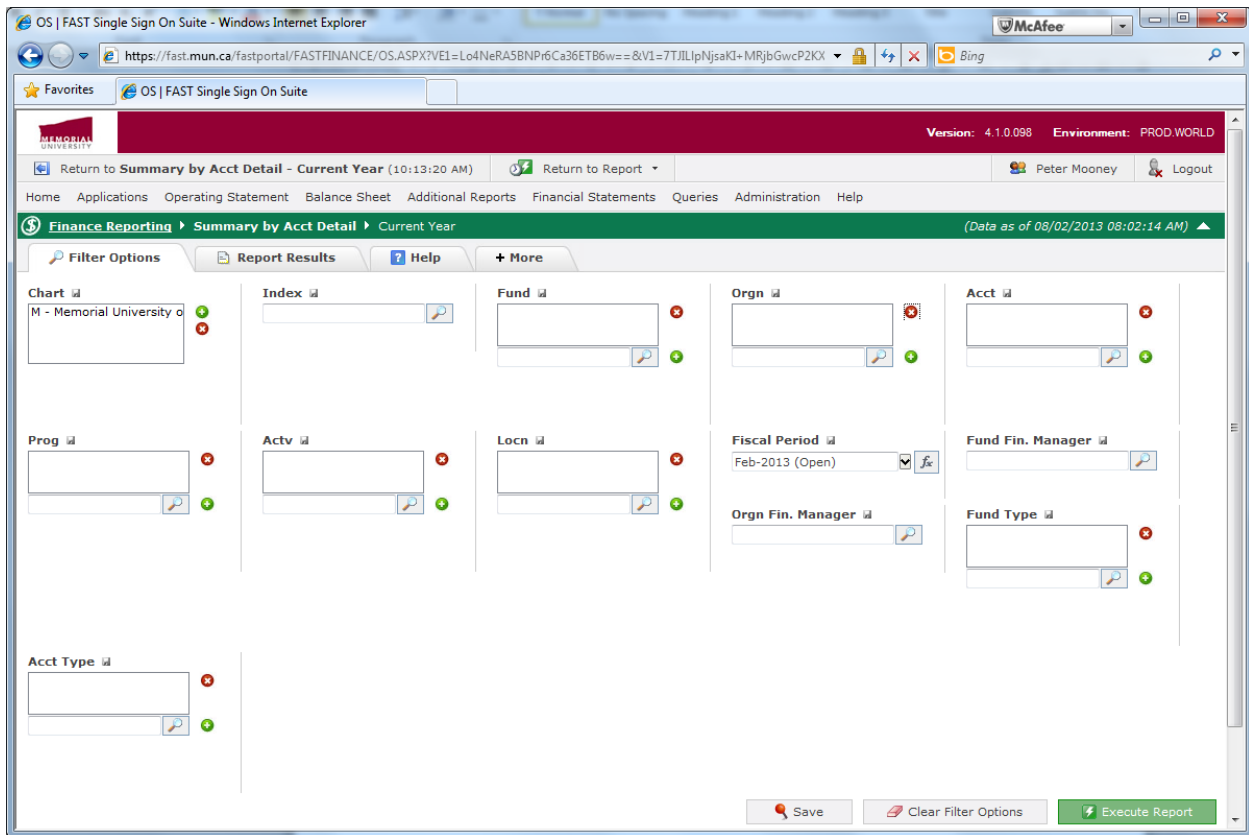 OS | FAST Single Sign On Suite - Windows Internet Explorer
McAfee
https://fast.mun.ca/fastportal/FASTFINANCE/OS.ASPX?VE1=Lo4NeRA5BNPr6Ca36ETB6w==&V1=7TJlLlpNjsaKI+MRjbGwcP2KX
Bing
Favorites OS | FAST Single Sign On Suite
MEMORIAL
UNIVERSITY
Version: 4.1.0.098 Environment: PROD.WORLD
Return to Summary by Acct Detail - Current Year (10:13:20 AM) Return to Report Peter Mooney Logout
Home Applications Operating Statement Balance Sheet Additional Reports Financial Statements Queries Administration Help
Finance Reporting Summary by Acct Detail Current Year (Data as of 08/02/2013 08:02:14 AM)
Filter Options Report Results Help + More
Chart Index Fund Orgn Acct
M - Memorial University o
Prog Actv Locn Fiscal Period Fund Fin. Manager
Feb-2013 (Open) fx
Orgn Fin. Manager Fund Type
Acct Type
Save Clear Filter Options Execute Report